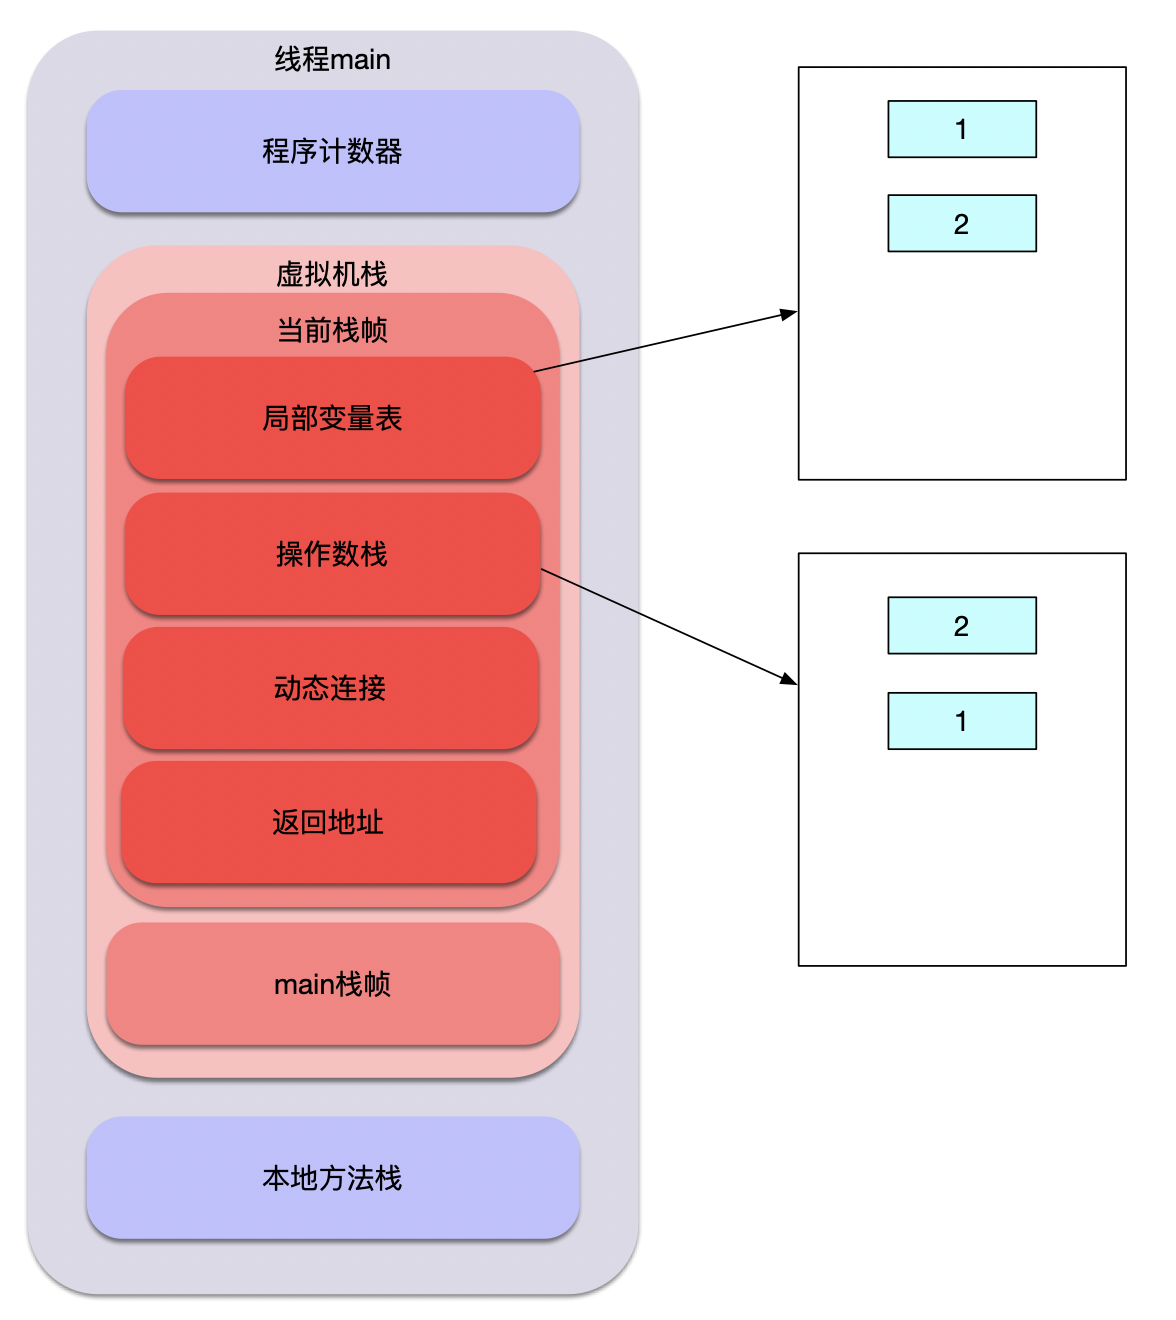 线程main
程序计数器
虚拟机栈
当前栈帧
局部变量表
操作数栈
动态连接
返回地址
main栈帧
本地方法栈
1
2
2
1